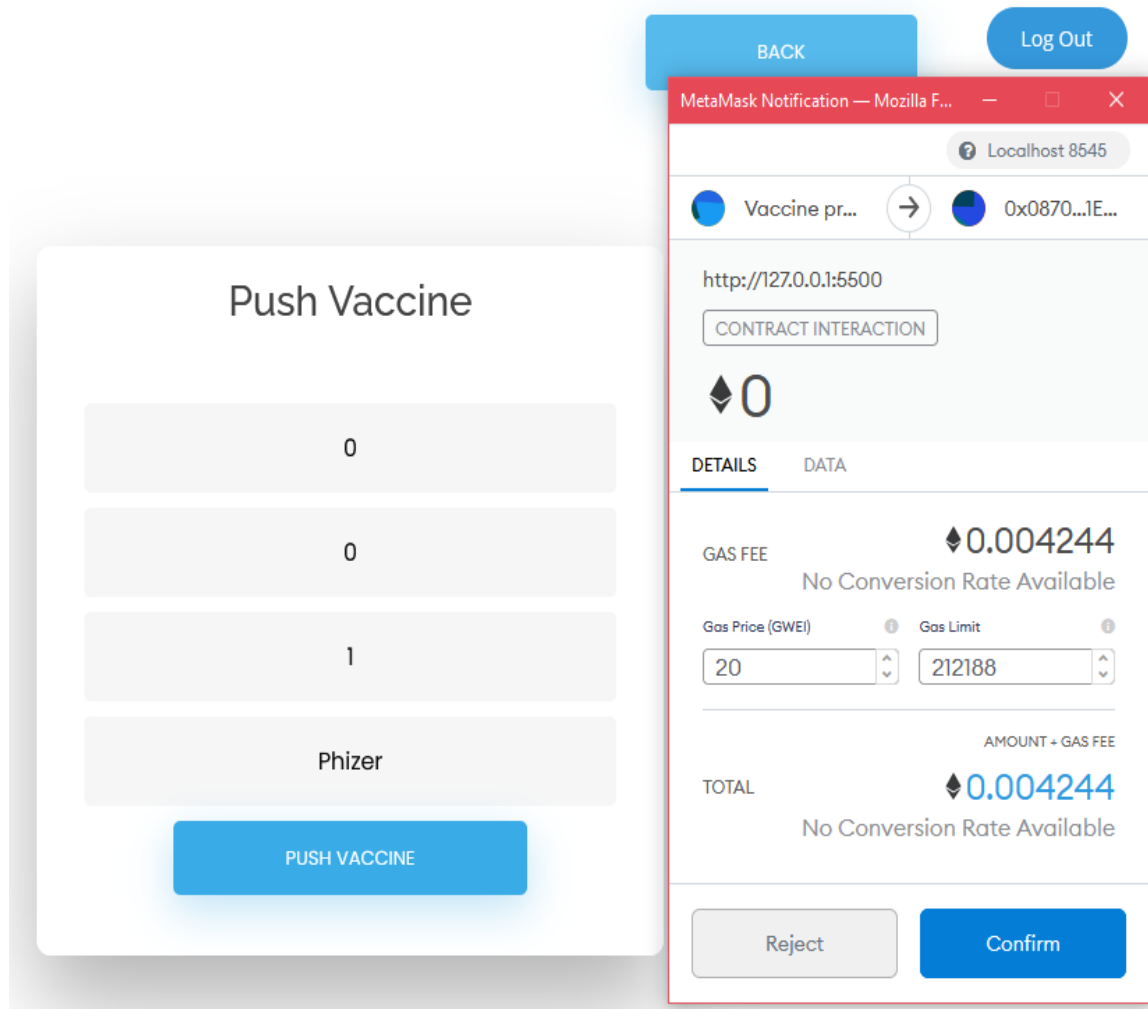 BACK
Log Out
Push Vaccine
0
0
1
Phizer
PUSH VACCINE
MetaMask Notification — Mozilla F...
Localhost 8545
Vaccine pr...
0x0870...1E...
http://127.0.0.1:5500
CONTRACT INTERACTION
0
DETAILS DATA
GAS FEE 0.004244
No Conversion Rate Available
Gas Price (GWEI) Gas Limit
20 212188
AMOUNT + GAS FEE
TOTAL 0.004244
No Conversion Rate Available
Reject Confirm